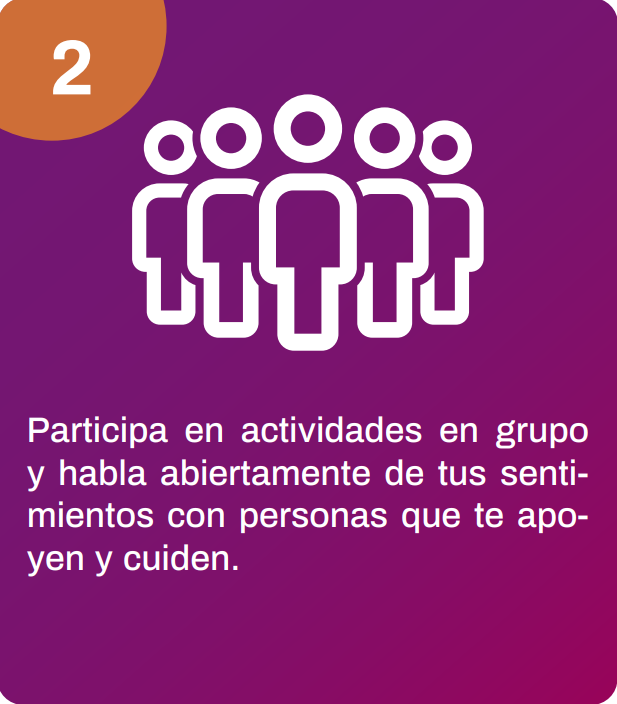 2
Participa en actividades en grupo
y habla abiertamente de tus senti-
mientos con personas que te apo-
yen y cuiden.